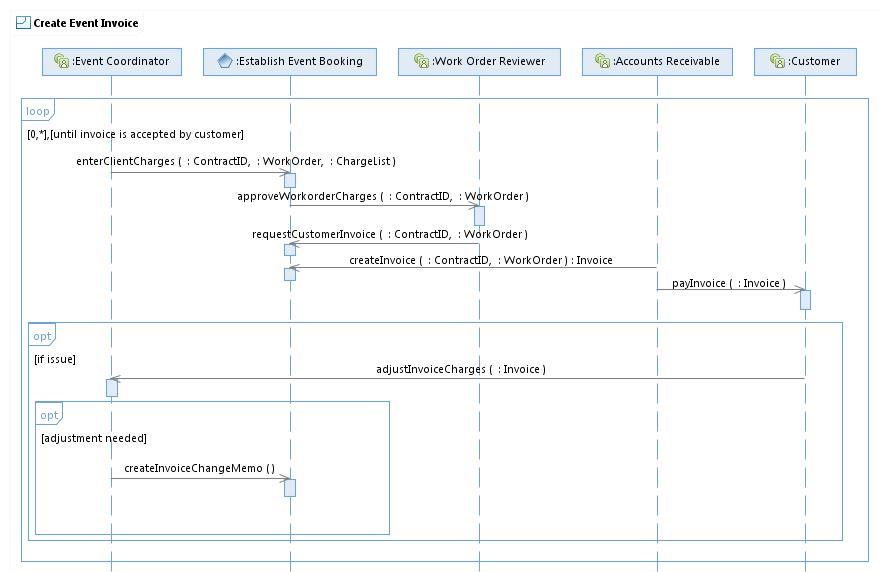 Create Event Invoice
:Event Coordinator
:Establish Event Booking
:Work Order Reviewer
:Accounts Receivable
:Customer
loop
[0,*],[until invoice is accepted by customer]
enterClientCharges ( : ContractID, : WorkOrder, : ChargeList )
approveWorkorderCharges ( : ContractID, : WorkOrder )
requestCustomerInvoice ( : ContractID, : WorkOrder )
createInvoice ( : ContractID, : WorkOrder ) : Invoice
payInvoice ( : Invoice )
opt
[if issue]
adjustInvoiceCharges ( : Invoice )
opt
[adjustment needed]
createInvoiceChangeMemo ( )